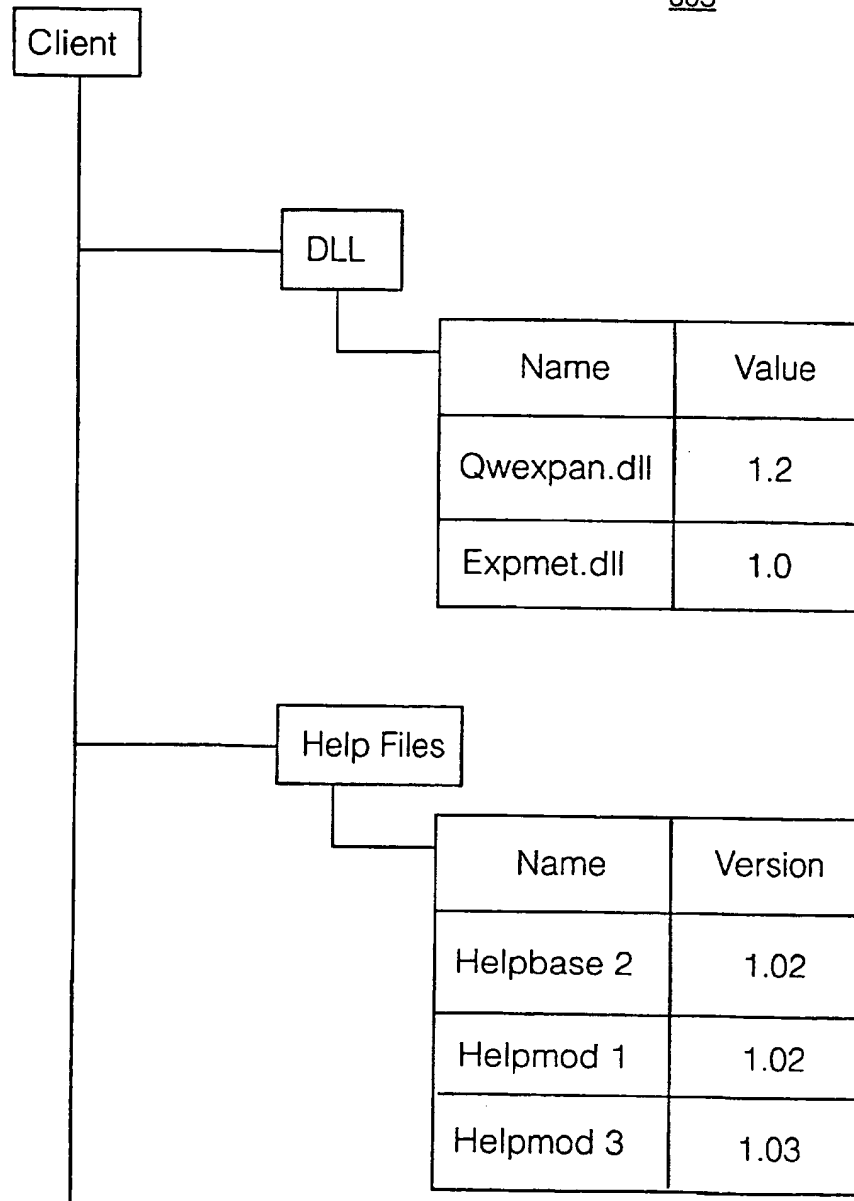 Client
DLL
Name Value
Qwexpan.dll 1.2
Expmet.dll 1.0
Help Files
Name Version
Helpbase 2 1.02
Helpmod 1 1.02
Helpmod 3 1.03